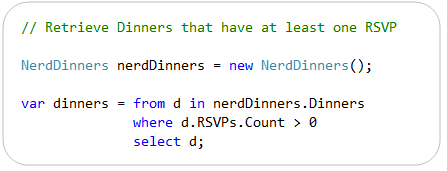 // Retrieve Dinners that have at least one RSVP
NerdDinners nerdDinners = new NerdDinners();
var dinners = from d in nerdDinners.Dinners
              where d.RSVPs.Count > 0
              select d;